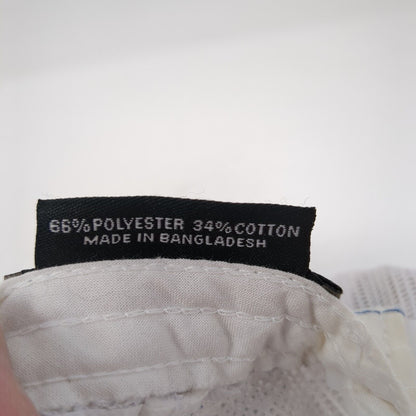 66% POLYESTER 34% COTTON
MADE IN BANGLADESH